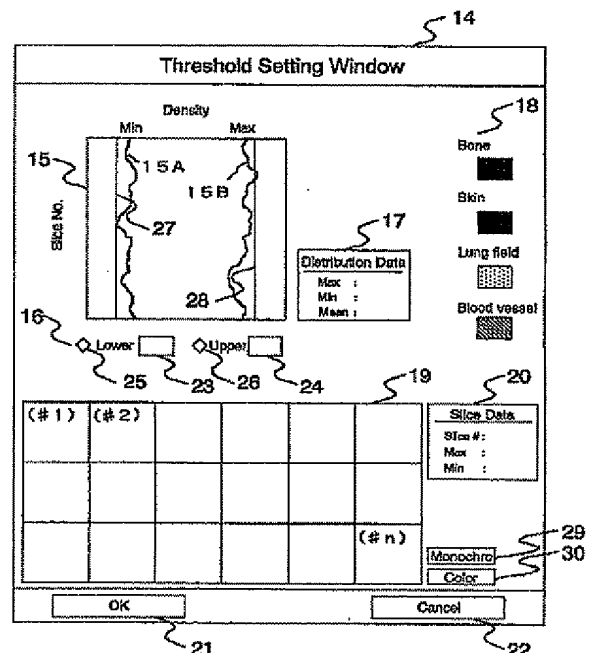 14
Threshold Setting Window
Density
Min Max
18
15
15A
15B
Bone
Slice No.
27
Skin
17
Distribution Data
Max :
Min :
Mean :
Lung field
28
Blood vessel
16
Lower Upper
25 23 26 24
19
20
(#1) (#2)
Slice Data
Slice # :
Max :
Min :
(#n)
29
Monochro
30
Color
OK Cancel
21 22